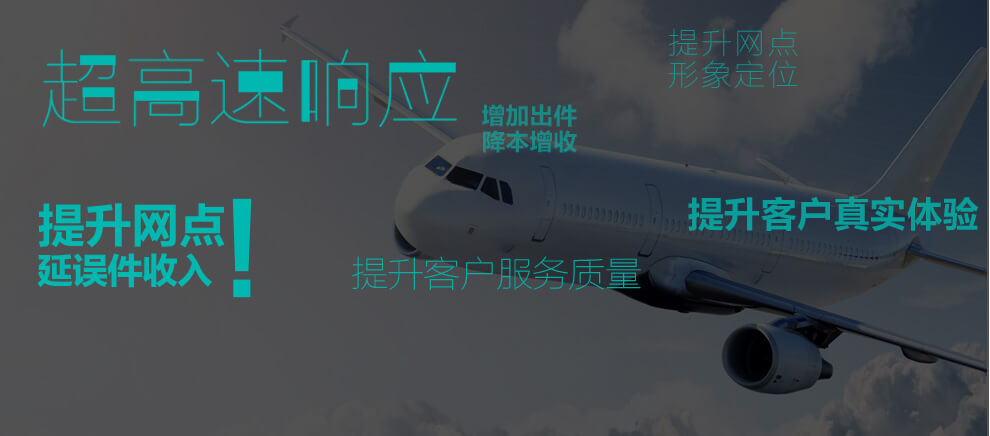 超高速响应
提升网点
形象定位
增加出件
降本增收
提升网点
延误件收入！
提升客户真实体验
提升客户服务质量